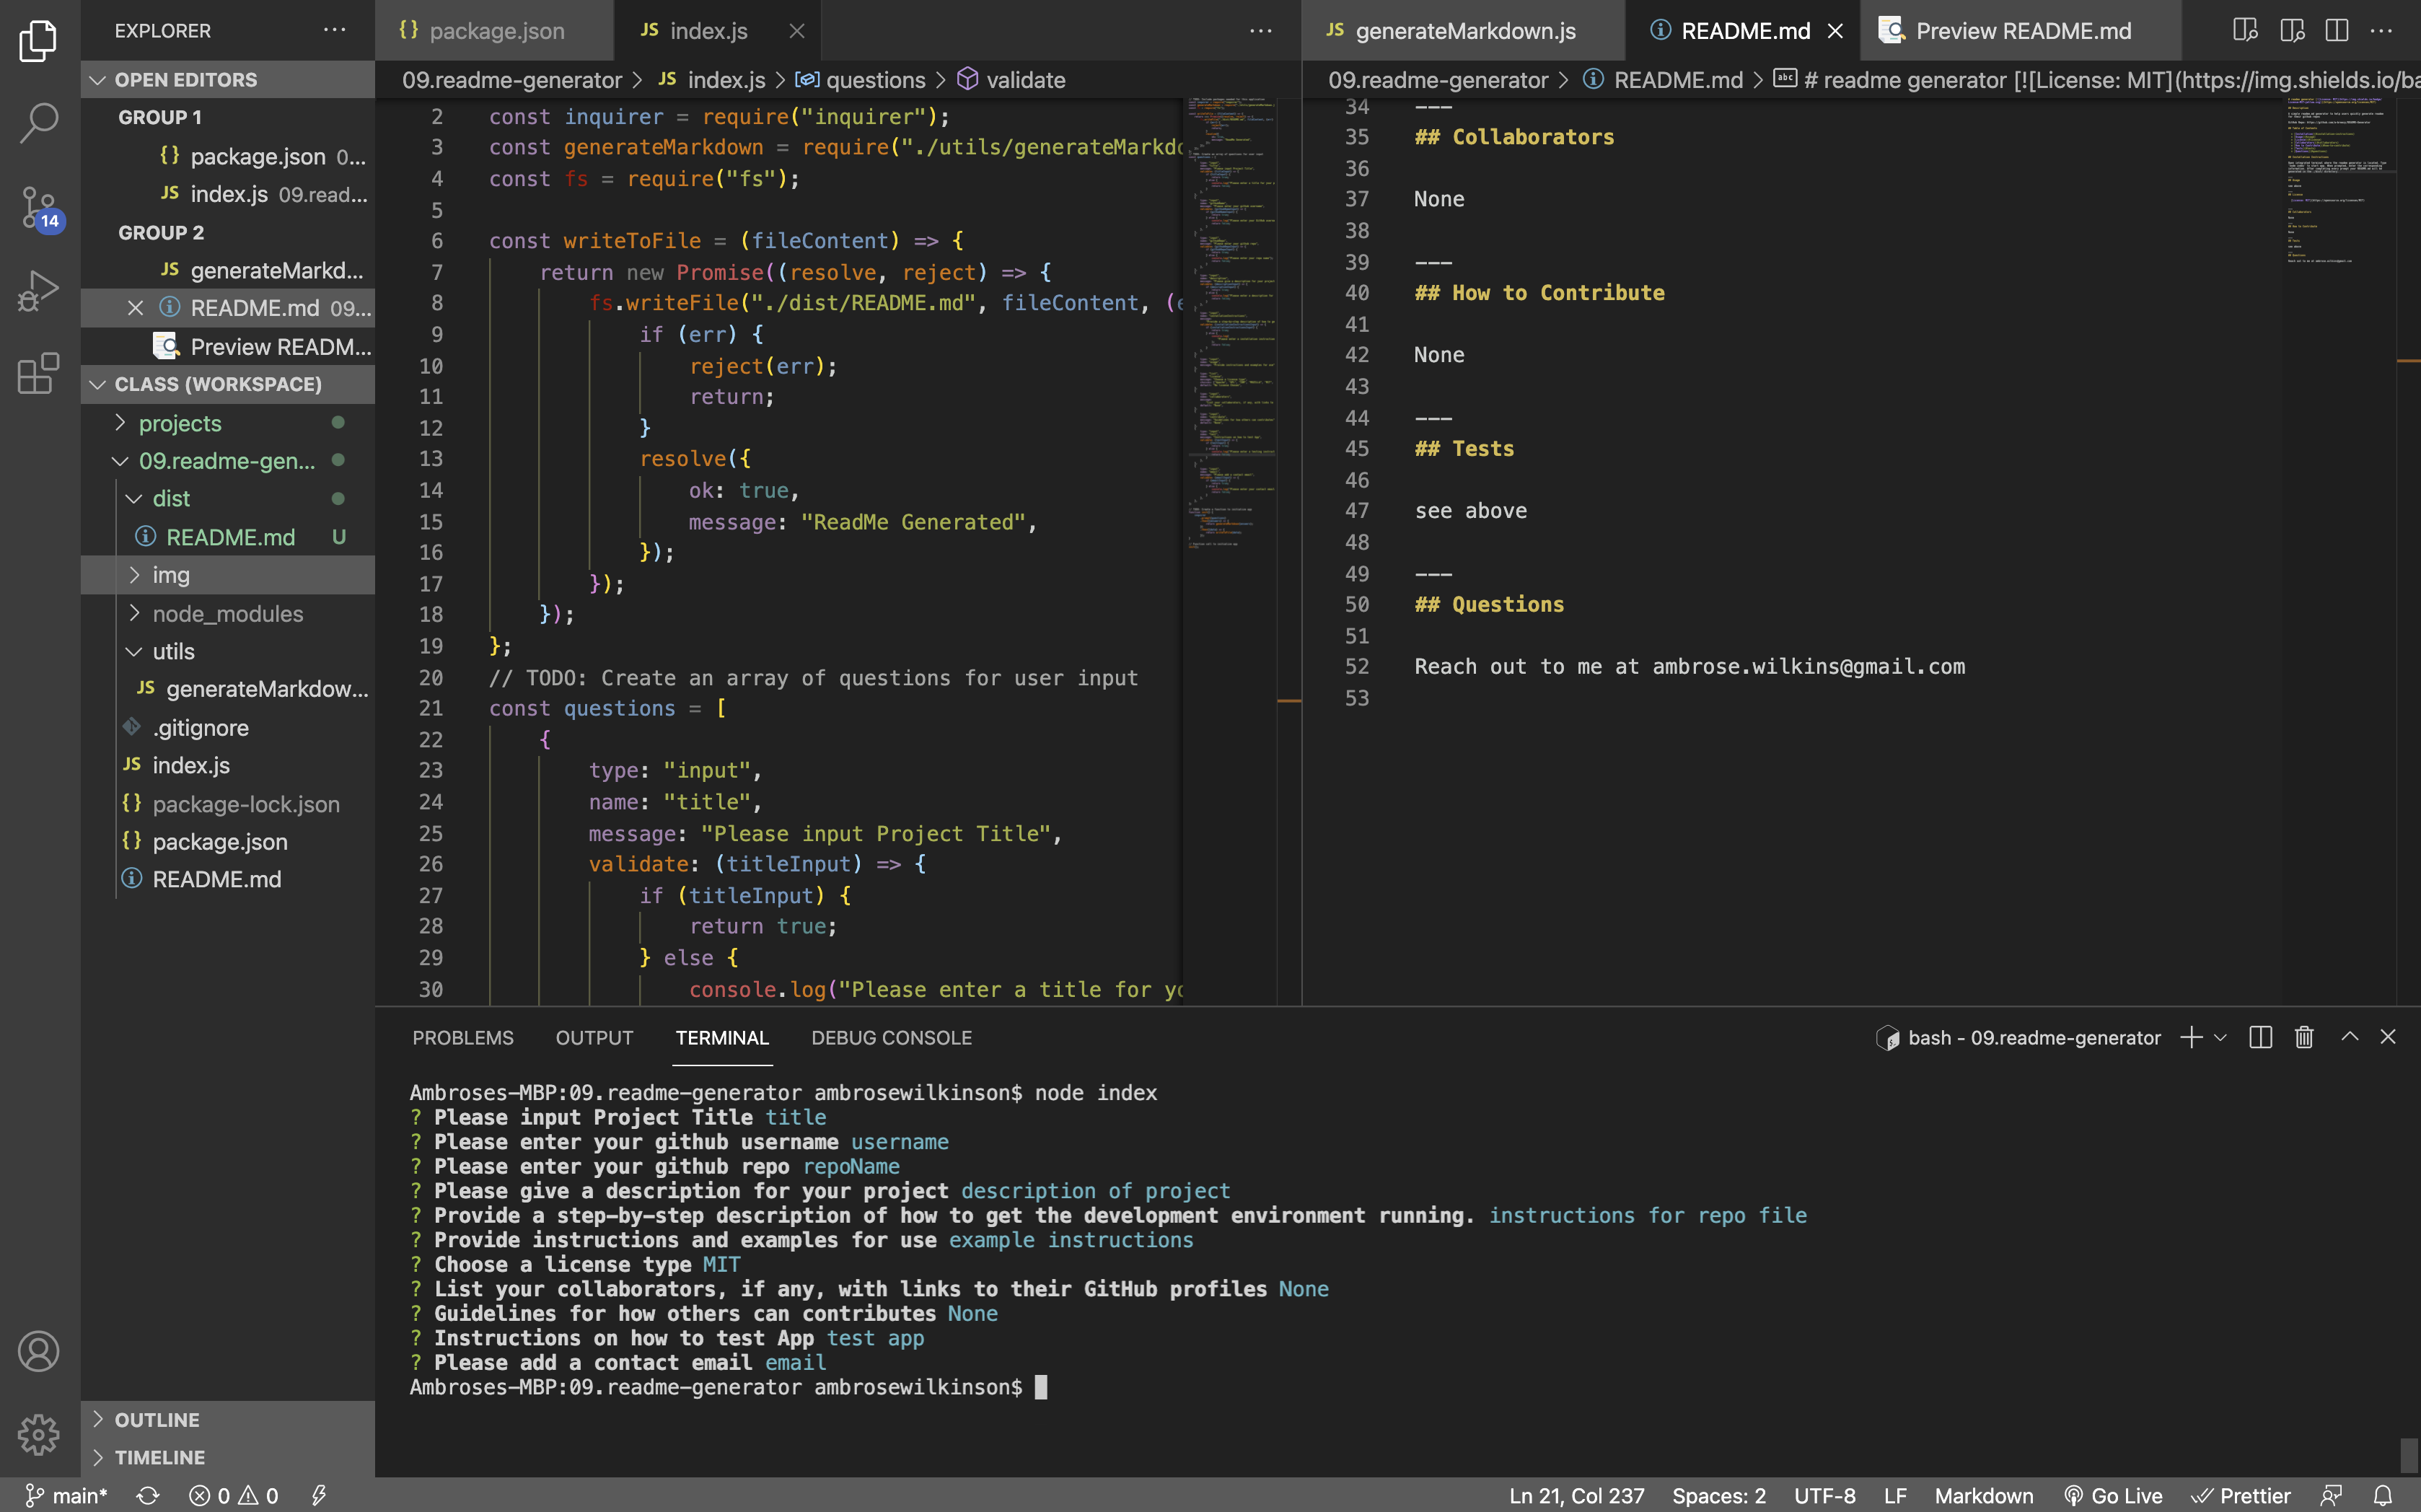 EXPLORER
OPEN EDITORS
GROUP 1
{} package.json 0...
JS index.js 09.read...
GROUP 2
JS generateMarkd...
README.md 09...
Preview READM...
CLASS (WORKSPACE)
projects
09.readme-gen...
dist
README.md U
img
node_modules
utils
JS generateMarkdow...
.gitignore
JS index.js
{} package-lock.json
{} package.json
README.md
OUTLINE
TIMELINE
14
{} package.json
JS index.js
09.readme-generator > JS index.js > questions > validate
2 const inquirer = require("inquirer");
3 const generateMarkdown = require("./utils/generateMarkdo
4 const fs = require("fs");
5
6 const writeToFile = (fileContent) => {
7 return new Promise((resolve, reject) => {
8 fs.writeFile("./dist/README.md", fileContent, (e
9 if (err) {
10 reject(err);
11 return;
12 }
13 resolve({
14 ok: true,
15 message: "ReadMe Generated",
16 });
17 });
18 });
19 };
20 // TODO: Create an array of questions for user input
21 const questions = [
22 {
23 type: "input",
24 name: "title",
25 message: "Please input Project Title",
26 validate: (titleInput) => {
27 if (titleInput) {
28 return true;
29 } else {
30 console.log("Please enter a title for yo
JS generateMarkdown.js
README.md
Preview README.md
09.readme-generator > README.md > abc # readme generator [![License: MIT](https://img.shields.io/ba
34 ---
35 ## Collaborators
36
37 None
38
39 ---
40 ## How to Contribute
41
42 None
43
44 ---
45 ## Tests
46
47 see above
48
49 ---
50 ## Questions
51
52 Reach out to me at ambrose.wilkins@gmail.com
53
PROBLEMS OUTPUT TERMINAL DEBUG CONSOLE
bash - 09.readme-generator
Ambroses-MBP:09.readme-generator ambrosewilkinson$ node index
? Please input Project Title title
? Please enter your github username username
? Please enter your github repo repoName
? Please give a description for your project description of project
? Provide a step-by-step description of how to get the development environment running. instructions for repo file
? Provide instructions and examples for use example instructions
? Choose a license type MIT
? List your collaborators, if any, with links to their GitHub profiles None
? Guidelines for how others can contributes None
? Instructions on how to test App test app
? Please add a contact email email
Ambroses-MBP:09.readme-generator ambrosewilkinson$
main* 0 0
Ln 21, Col 237 Spaces: 2 UTF-8 LF Markdown Go Live Prettier